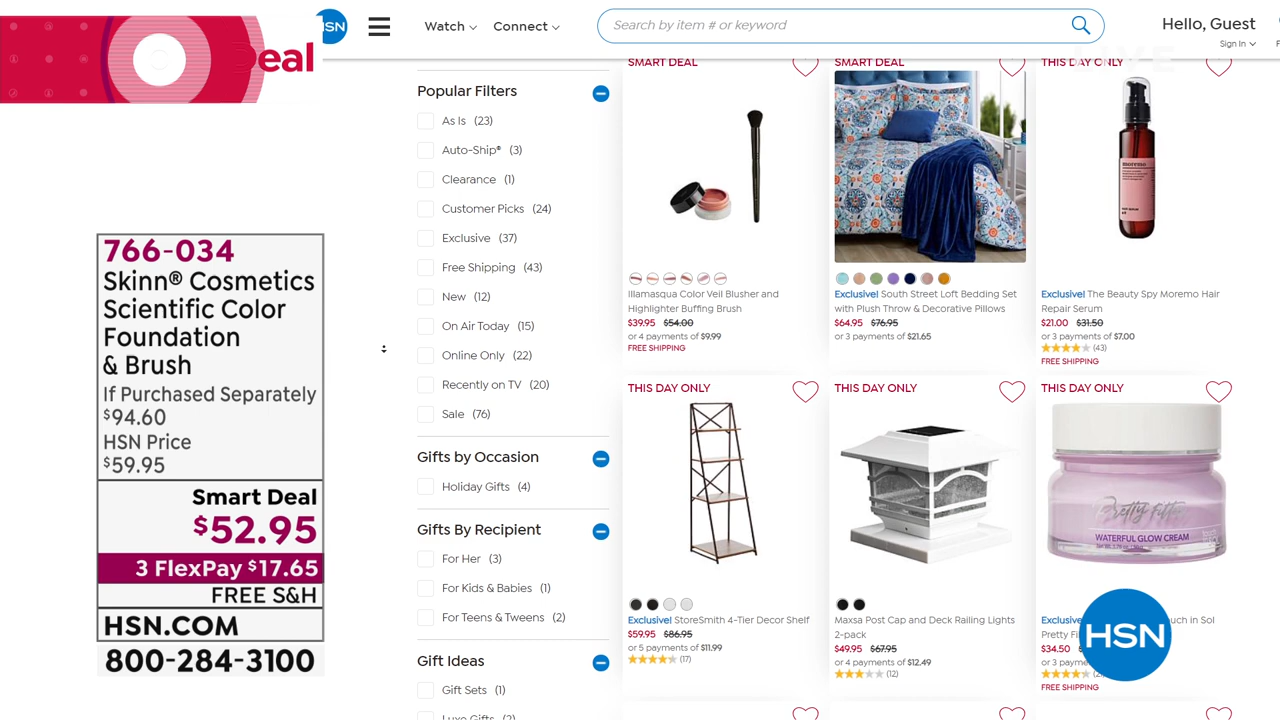 Deal
766-034
Skinn® Cosmetics
Scientific Color
Foundation
& Brush
If Purchased Separately
$94.60
HSN Price
$59.95
Smart Deal
$52.95
3 FlexPay $17.65
FREE S&H
HSN.COM
800-284-3100
HSN
Watch
Connect
Search by item # or keyword
Hello, Guest
Sign In
LIVE
Popular Filters
As Is (23)
Auto-Ship® (3)
Clearance (1)
Customer Picks (24)
Exclusive (37)
Free Shipping (43)
New (12)
On Air Today (15)
Online Only (22)
Recently on TV (20)
Sale (76)
Gifts by Occasion
Holiday Gifts (4)
Gifts By Recipient
For Her (3)
For Kids & Babies (1)
For Teens & Tweens (2)
Gift Ideas
Gift Sets (1)
Luxe Gifts (2)
SMART DEAL
Illamasqua Color Veil Blusher and
Highlighter Buffing Brush
$39.95 $54.00
or 4 payments of $9.99
FREE SHIPPING
SMART DEAL
Exclusive! South Street Loft Bedding Set
with Plush Throw & Decorative Pillows
$64.95 $76.95
or 3 payments of $21.65
THIS DAY ONLY
moremo
Exclusive! The Beauty Spy Moremo Hair
Repair Serum
$21.00 $31.50
or 3 payments of $7.00
(43)
FREE SHIPPING
THIS DAY ONLY
Exclusive! StoreSmith 4-Tier Decor Shelf
$59.95 $86.95
or 5 payments of $11.99
(17)
THIS DAY ONLY
Maxsa Post Cap and Deck Railing Lights
2-pack
$49.95 $67.95
or 4 payments of $12.49
(12)
THIS DAY ONLY
Pretty Filter
WATERFUL GLOW CREAM
Exclusive
uch in Sol
Pretty Fi
$34.50
or 3 payme
FREE SHIPPING
HSN